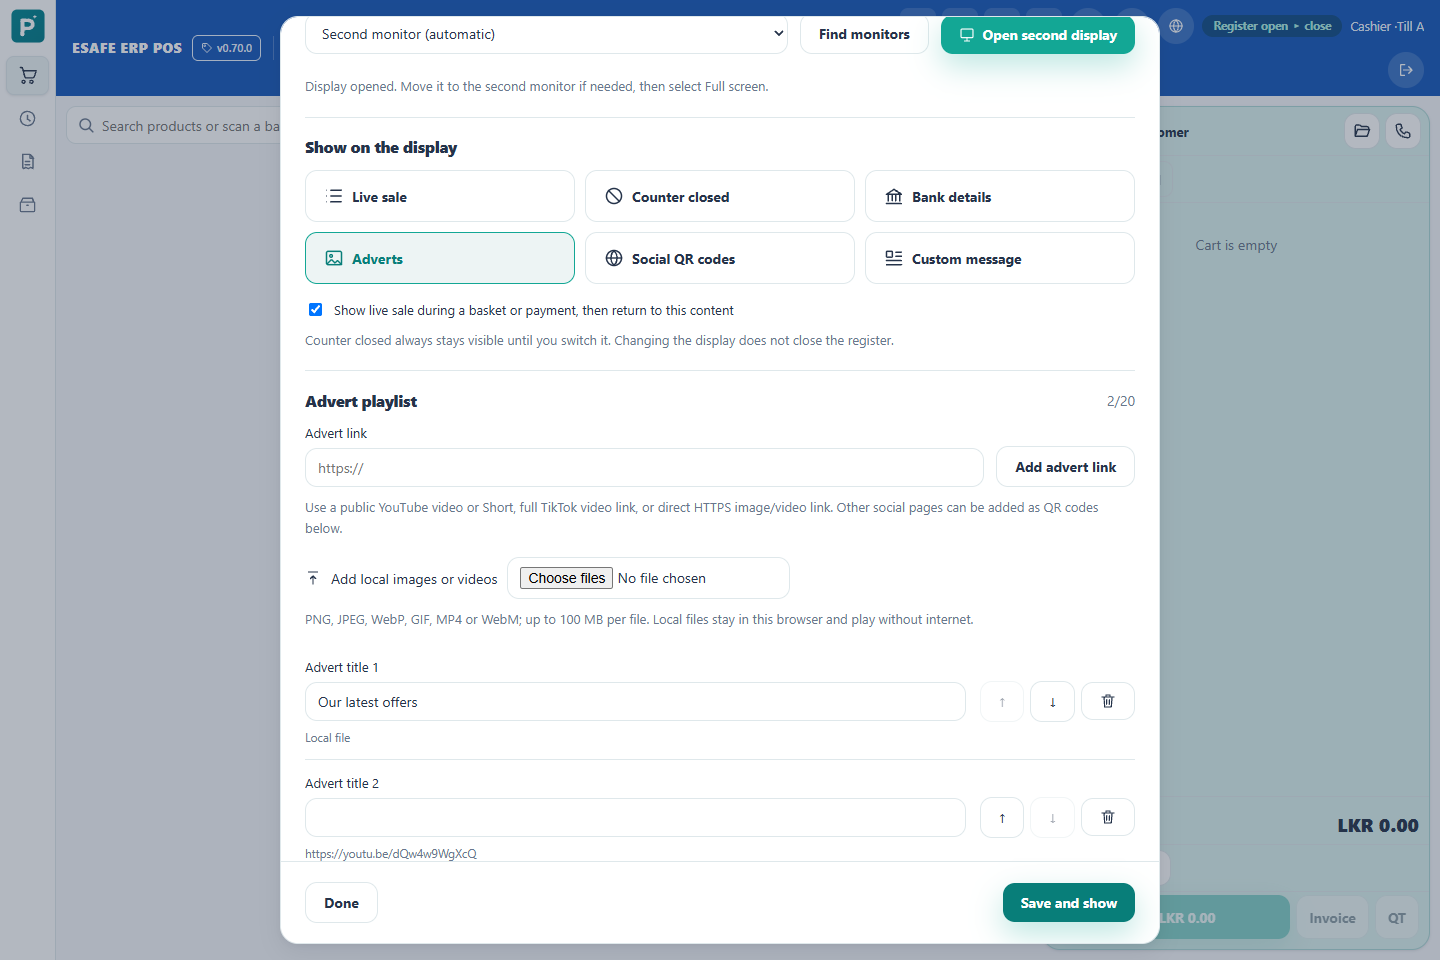 P
ESAFE ERP POS
v0.70.0
Register open ▸ close
Cashier ·Till A
Search products or scan a ba
omer
Cart is empty
LKR 0.00
LKR 0.00
Invoice
QT
Second monitor (automatic)
Find monitors
Open second display
Display opened. Move it to the second monitor if needed, then select Full screen.
Show on the display
Live sale
Counter closed
Bank details
Adverts
Social QR codes
Custom message
Show live sale during a basket or payment, then return to this content
Counter closed always stays visible until you switch it. Changing the display does not close the register.
Advert playlist
2/20
Advert link
https://
Add advert link
Use a public YouTube video or Short, full TikTok video link, or direct HTTPS image/video link. Other social pages can be added as QR codes
below.
Add local images or videos
Choose files No file chosen
PNG, JPEG, WebP, GIF, MP4 or WebM; up to 100 MB per file. Local files stay in this browser and play without internet.
Advert title 1
Our latest offers
↑
↓
Local file
Advert title 2
↑
↓
https://youtu.be/dQw4w9WgXcQ
Done
Save and show